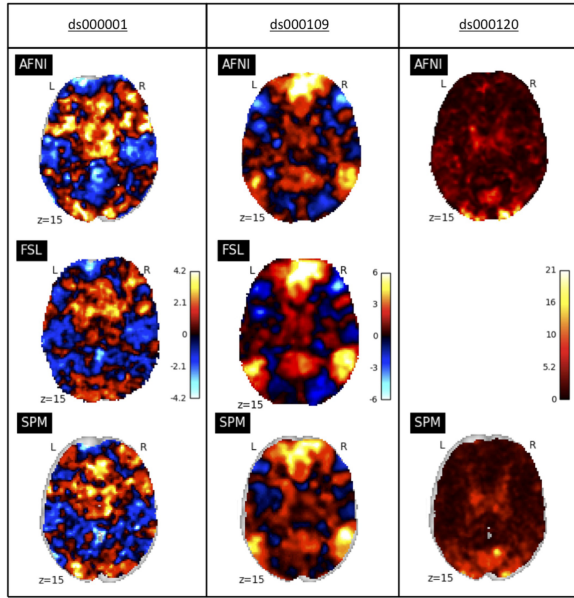 ds000001 ds000109 ds000120
AFNI AFNI AFNI
L R L R L R
z=15 z=15 z=15
FSL FSL
L R L R
4.2 6 21
2.1 3 16
0 0 10
-2.1 -3 5.2
-4.2 -6 0
z=15 z=15
SPM SPM SPM
L R L R L R
z=15 z=15 z=15